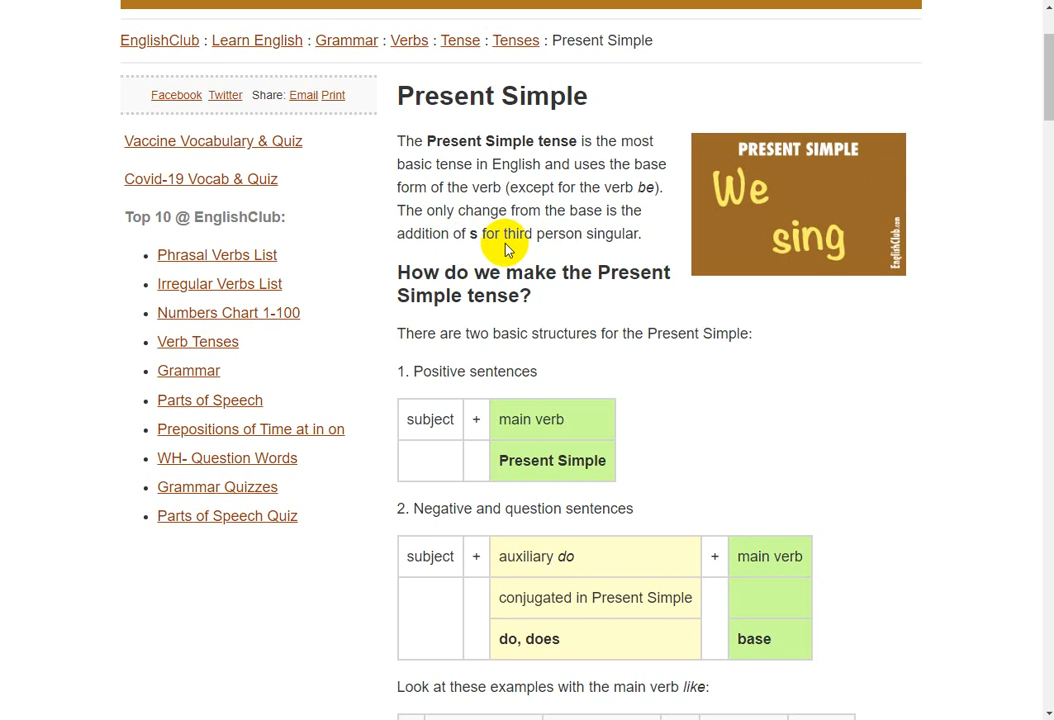 EnglishClub : Learn English : Grammar : Verbs : Tense : Tenses : Present Simple
Facebook Twitter Share: Email Print
Vaccine Vocabulary & Quiz
Covid-19 Vocab & Quiz
Top 10 @ EnglishClub:
Phrasal Verbs List
Irregular Verbs List
Numbers Chart 1-100
Verb Tenses
Grammar
Parts of Speech
Prepositions of Time at in on
WH- Question Words
Grammar Quizzes
Parts of Speech Quiz
Present Simple
The Present Simple tense is the most
basic tense in English and uses the base
form of the verb (except for the verb be).
The only change from the base is the
addition of s for third person singular.
PRESENT SIMPLE
We
sing
EnglishClub.com
How do we make the Present
Simple tense?
There are two basic structures for the Present Simple:
1. Positive sentences
subject + main verb
Present Simple
2. Negative and question sentences
subject + auxiliary do + main verb
conjugated in Present Simple
do, does base
Look at these examples with the main verb like: